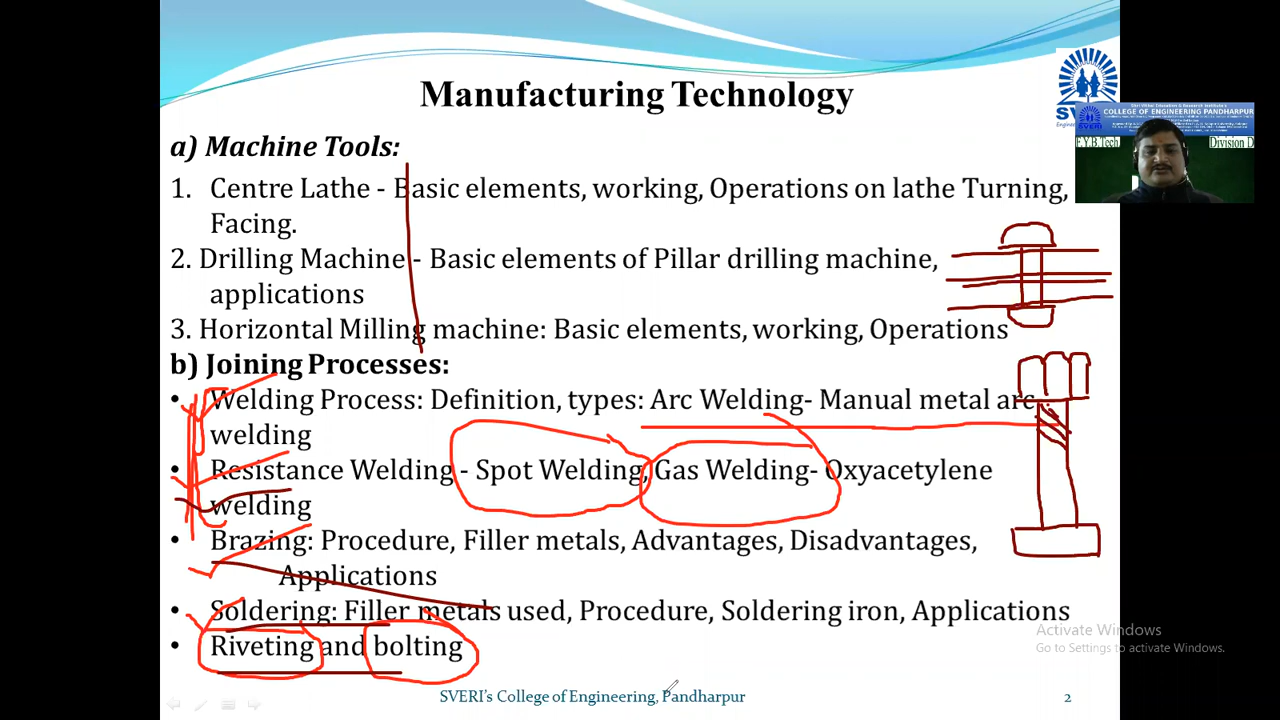 Manufacturing Technology
SVERI
COLLEGE OF ENGINEERING PANDHARPUR
F.Y.B.Tech
Division D
a) Machine Tools:
1. Centre Lathe - Basic elements, working, Operations on lathe Turning,
Facing.
2. Drilling Machine - Basic elements of Pillar drilling machine,
applications
3. Horizontal Milling machine: Basic elements, working, Operations
b) Joining Processes:
• Welding Process: Definition, types: Arc Welding- Manual metal arc
welding
• Resistance Welding - Spot Welding, Gas Welding- Oxyacetylene
welding
• Brazing: Procedure, Filler metals, Advantages, Disadvantages,
Applications
• Soldering: Filler metals used, Procedure, Soldering iron, Applications
• Riveting and bolting
Activate Windows
Go to Settings to activate Windows.
SVERI's College of Engineering, Pandharpur
2